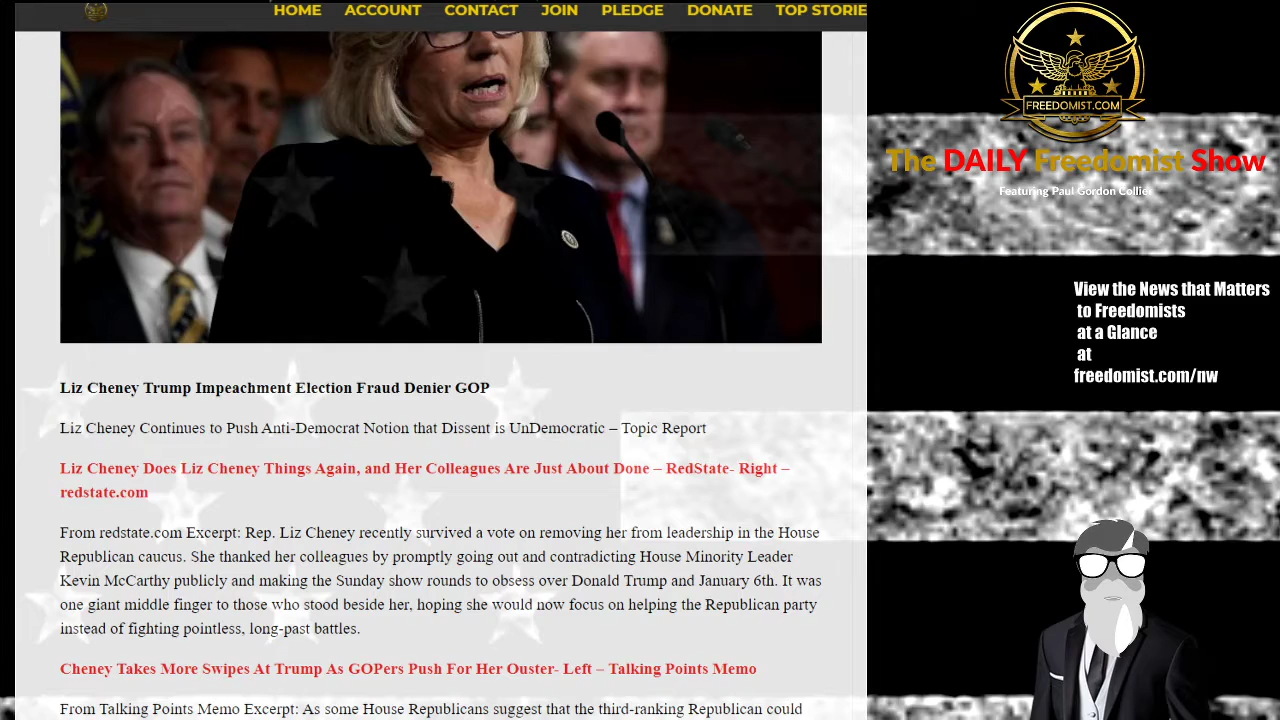 HOME ACCOUNT CONTACT JOIN PLEDGE DONATE TOP STORIE
FREEDOMIST.COM
The DAILY Freedomist Show
Featuring Paul Gordon Collie
View the News that Matters
to Freedomists
at a Glance
at
freedomist.com/nw
Liz Cheney Trump Impeachment Election Fraud Denier GOP
Liz Cheney Continues to Push Anti-Democrat Notion that Dissent is UnDemocratic – Topic Report
Liz Cheney Does Liz Cheney Things Again, and Her Colleagues Are Just About Done – RedState- Right –
redstate.com
From redstate.com Excerpt: Rep. Liz Cheney recently survived a vote on removing her from leadership in the House
Republican caucus. She thanked her colleagues by promptly going out and contradicting House Minority Leader
Kevin McCarthy publicly and making the Sunday show rounds to obsess over Donald Trump and January 6th. It was
one giant middle finger to those who stood beside her, hoping she would now focus on helping the Republican party
instead of fighting pointless, long-past battles.
Cheney Takes More Swipes At Trump As GOPers Push For Her Ouster- Left – Talking Points Memo
From Talking Points Memo Excerpt: As some House Republicans suggest that the third-ranking Republican could